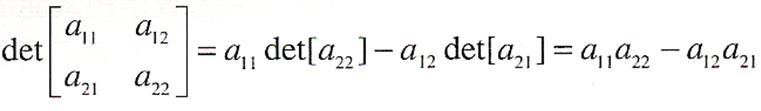 det[a₁₁ a₁₂
a₂₁ a₂₂] = a₁₁ det[a₂₂] − a₁₂ det[a₂₁] = a₁₁a₂₂ − a₁₂a₂₁